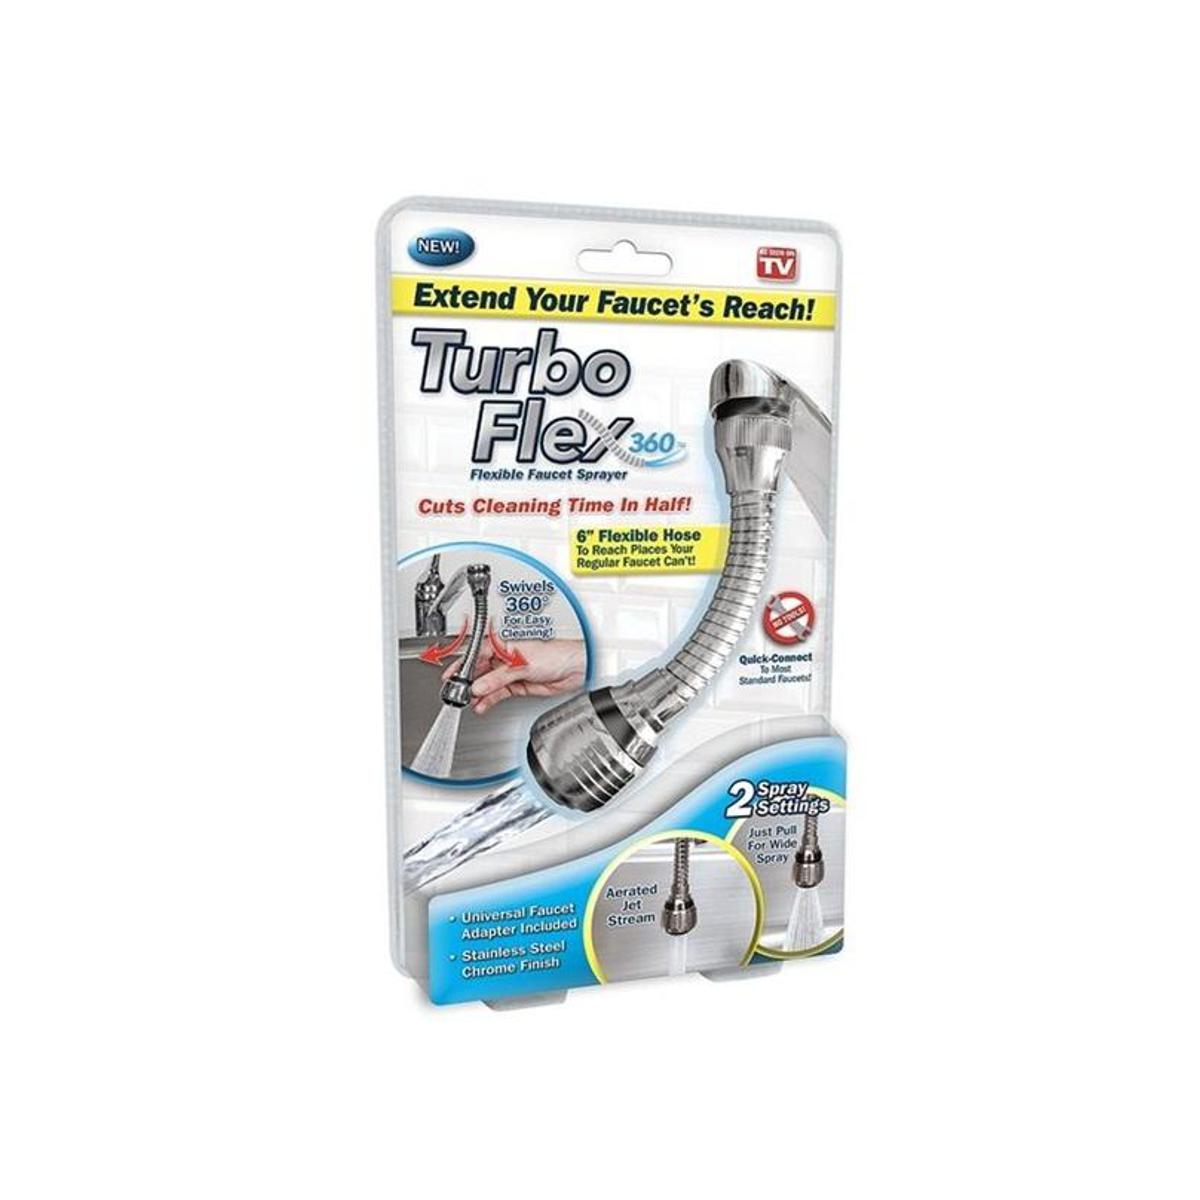 NEW!
AS SEEN ON
TV
Extend Your Faucet's Reach!
Turbo
Flex 360™
Flexible Faucet Sprayer
Cuts Cleaning Time In Half!
6" Flexible Hose
To Reach Places Your
Regular Faucet Can't!
Swivels
360°
For Easy
Cleaning!
NO TOOLS!
Quick-Connect
To Most
Standard Faucets!
2 Spray
Settings
Just Pull
For Wide
Spray
Aerated
Jet
Stream
• Universal Faucet
Adapter Included
• Stainless Steel
Chrome Finish